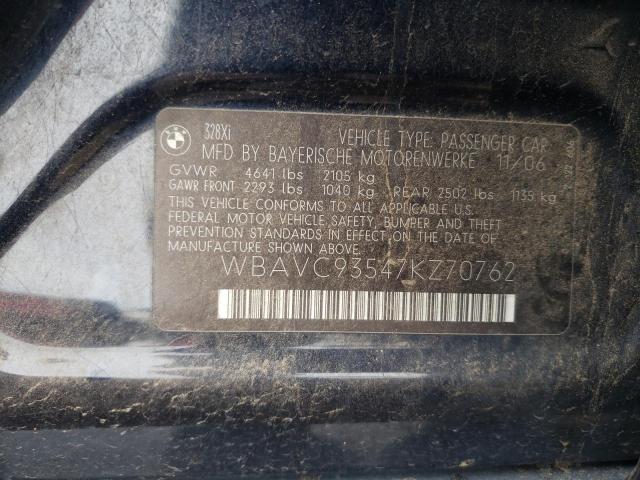 BMW
328Xi
VEHICLE TYPE: PASSENGER CAR
MFD BY BAYERISCHE MOTORENWERKE 11/06
GVWR 4641 lbs 2105 kg
GAWR FRONT 2293 lbs 1040 kg REAR 2502 lbs 1135 kg
THIS VEHICLE CONFORMS TO ALL APPLICABLE U.S.
FEDERAL MOTOR VEHICLE SAFETY, BUMPER AND THEFT
PREVENTION STANDARDS IN EFFECT ON THE DATE OF
MANUFACTURE SHOWN ABOVE.
WBAVC93547KZ70762